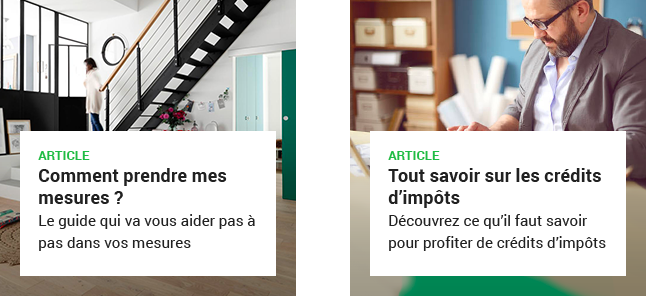 ARTICLE
Comment prendre mes
mesures ?
Le guide qui va vous aider pas à
pas dans vos mesures
ARTICLE
Tout savoir sur les crédits
d’impôts
Découvrez ce qu’il faut savoir
pour profiter de crédits d’impôts